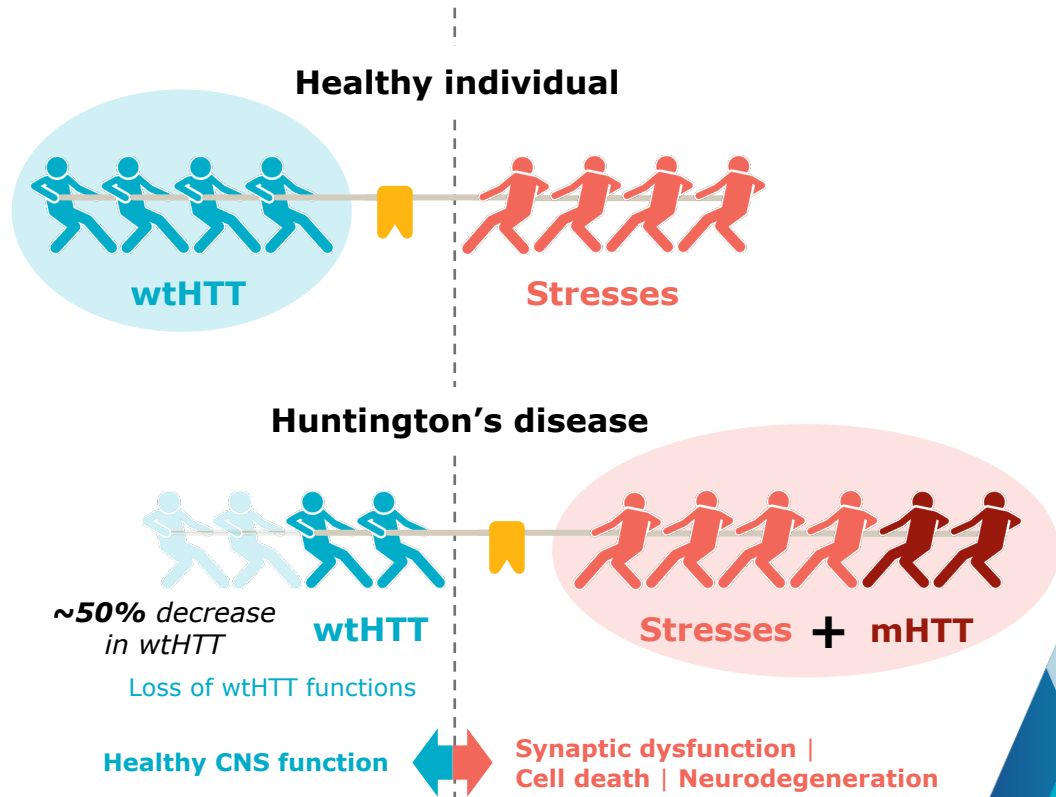 Healthy individual
wtHTT
Stresses
Huntington’s disease
~50% decrease
in wtHTT
wtHTT
Stresses + mHTT
Loss of wtHTT functions
Healthy CNS function
Synaptic dysfunction |
Cell death | Neurodegeneration